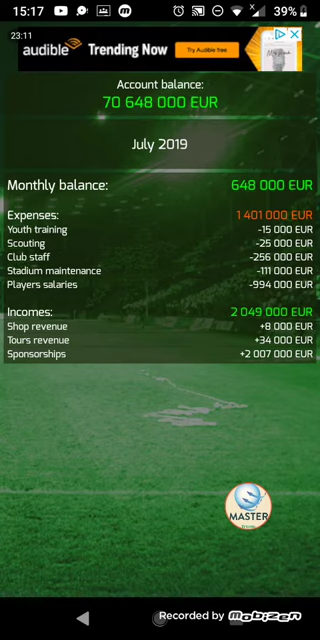 15:17 39%
23:11
audible Trending Now Try Audible free
Account balance:
70 648 000 EUR
July 2019
Monthly balance: 648 000 EUR
Expenses: 1 401 000 EUR
Youth training -15 000 EUR
Scouting -25 000 EUR
Club staff -256 000 EUR
Stadium maintenance -111 000 EUR
Players salaries -994 000 EUR
Incomes: 2 049 000 EUR
Shop revenue +8 000 EUR
Tours revenue +34 000 EUR
Sponsorships +2 007 000 EUR
MASTER
Recorded by mobizen